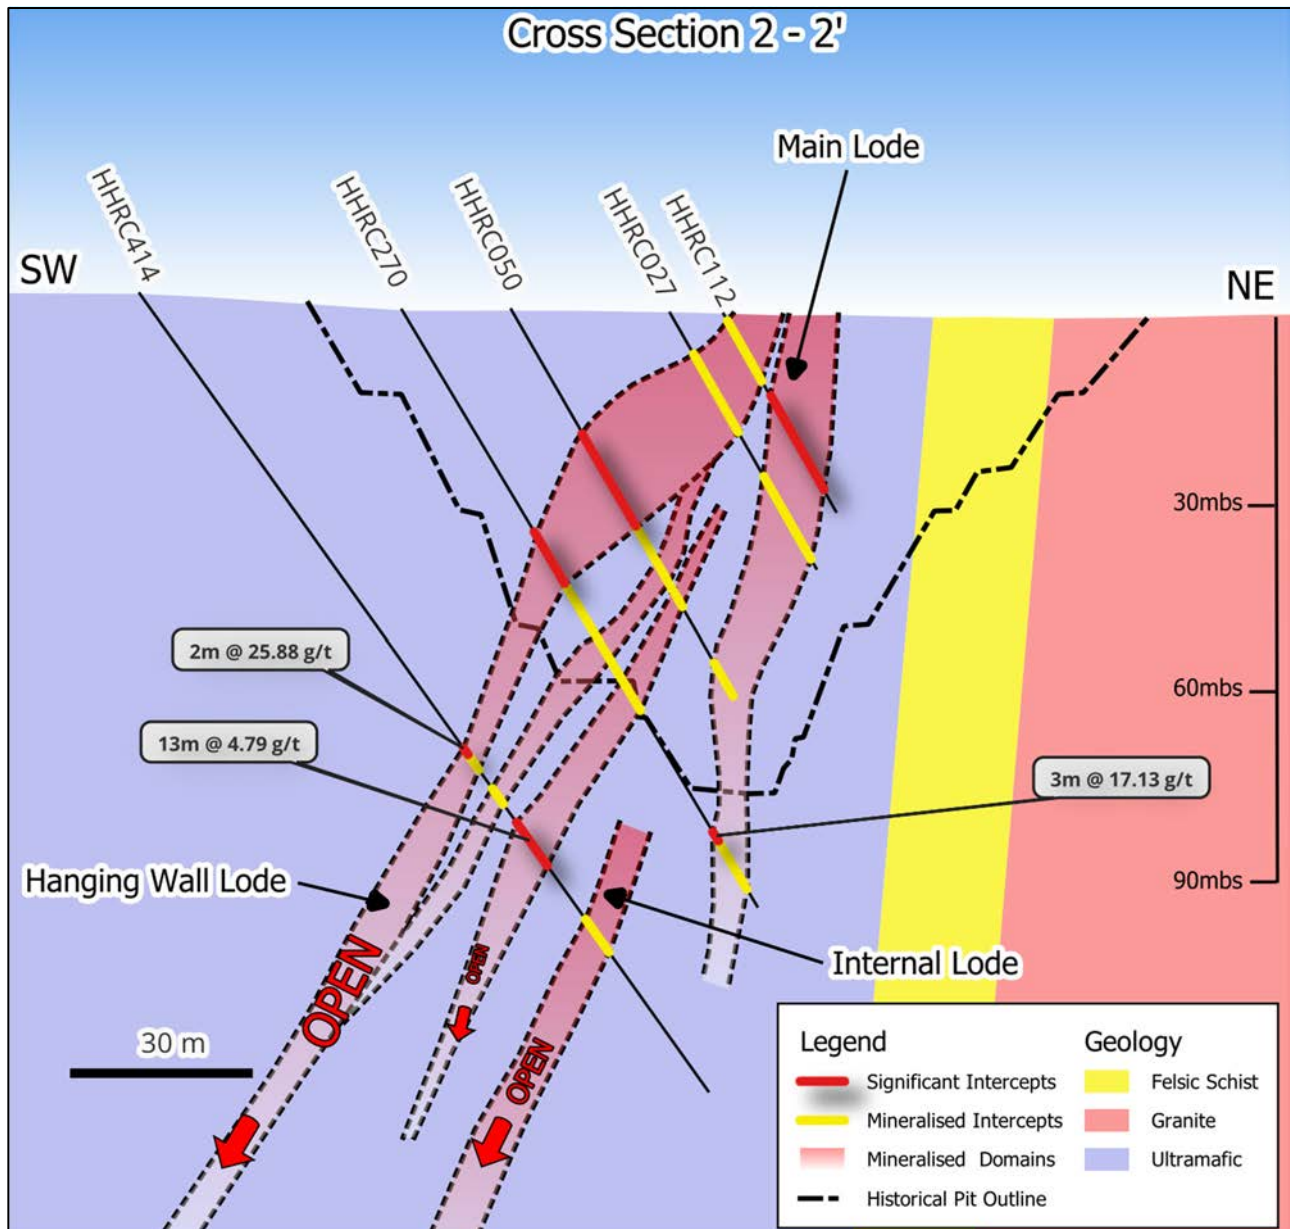 Cross Section 2 - 2'
Main Lode
HHRC414
HHRC270
HHRC050
HHRC027
HHRC112
SW
NE
30mbs
60mbs
90mbs
2m @ 25.88 g/t
13m @ 4.79 g/t
3m @ 17.13 g/t
Hanging Wall Lode
Internal Lode
OPEN
OPEN
OPEN
30 m
Legend
Significant Intercepts
Mineralised Intercepts
Mineralised Domains
Historical Pit Outline
Geology
Felsic Schist
Granite
Ultramafic